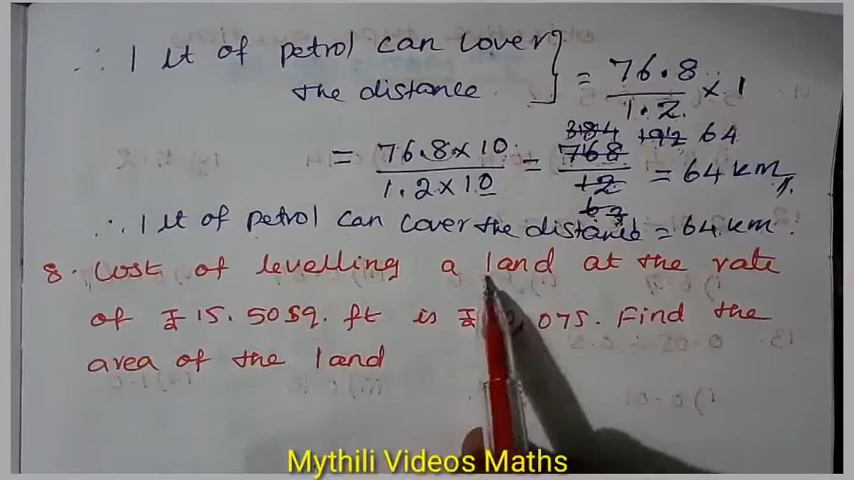 ∴ 1 lt of petrol can cover
the distance } = 76.8/1.2 × 1
= 76.8×10/1.2×10 = 768/12 384 192 64 = 64 km
∴ 1 lt of petrol can cover the distance = 64 km.
8. Cost of levelling a land at the rate
of ₹15.50 sq. ft is ₹ ,075. Find the
area of the land
Mythili Videos Maths